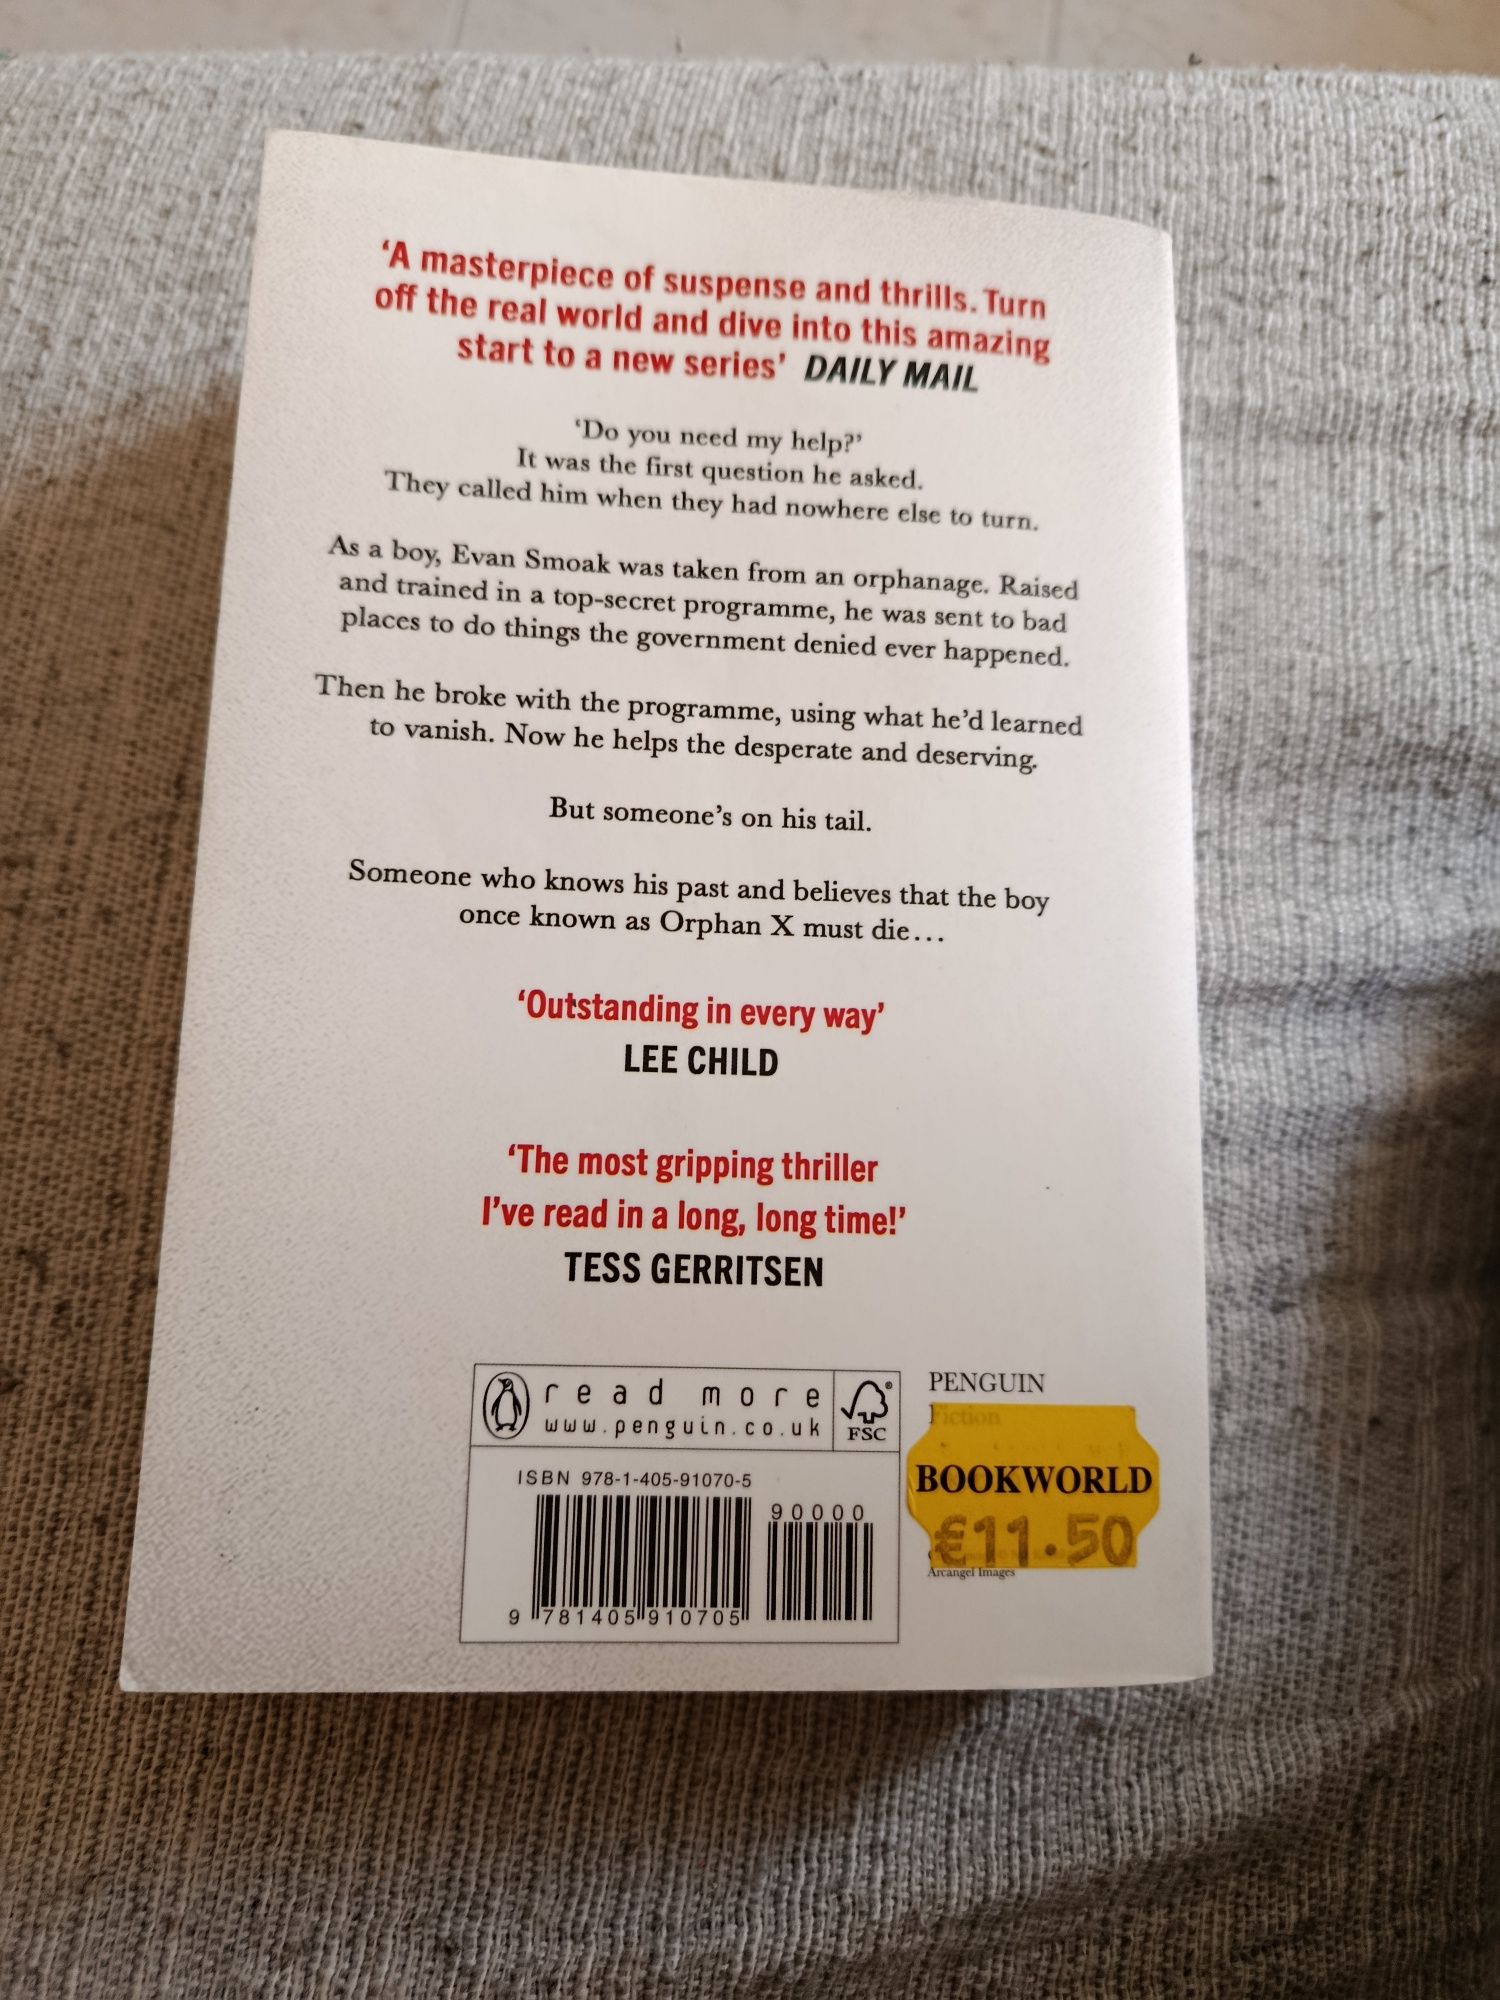 ‘A masterpiece of suspense and thrills. Turn
off the real world and dive into this amazing
start to a new series’ DAILY MAIL
‘Do you need my help?’
It was the first question he asked.
They called him when they had nowhere else to turn.
As a boy, Evan Smoak was taken from an orphanage. Raised
and trained in a top-secret programme, he was sent to bad
places to do things the government denied ever happened.
Then he broke with the programme, using what he’d learned
to vanish. Now he helps the desperate and deserving.
But someone’s on his tail.
Someone who knows his past and believes that the boy
once known as Orphan X must die…
‘Outstanding in every way’
LEE CHILD
‘The most gripping thriller
I’ve read in a long, long time!’
TESS GERRITSEN
read more
www.penguin.co.uk
FSC
®
ISBN 978-1-405-91070-5
90000
9 781405 910705
PENGUIN
Fiction
BOOKWORLD
€11.50
Arcangel Images